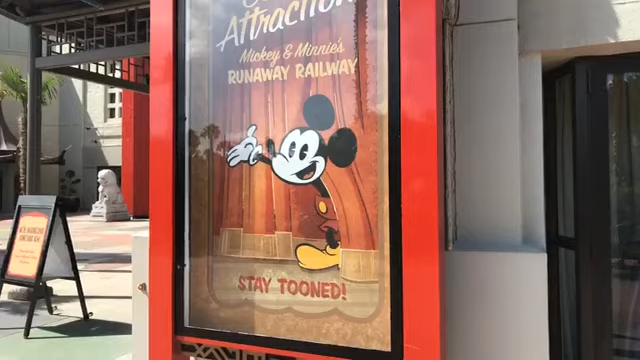 Attraction
Mickey & Minnie's
RUNAWAY RAILWAY
STAY TOONED!